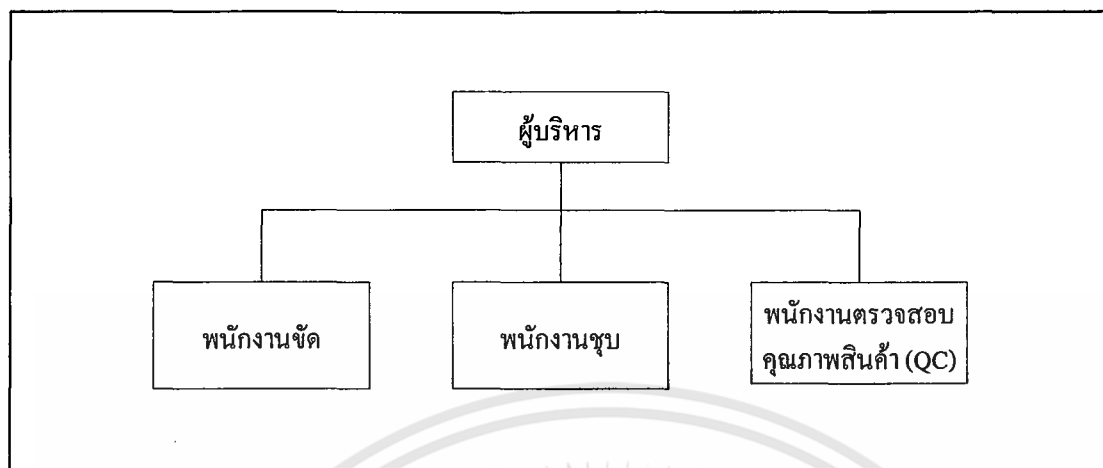 ผู้บริหาร
พนักงานขัด
พนักงานชุบ
พนักงานตรวจสอบ
คุณภาพสินค้า (QC)